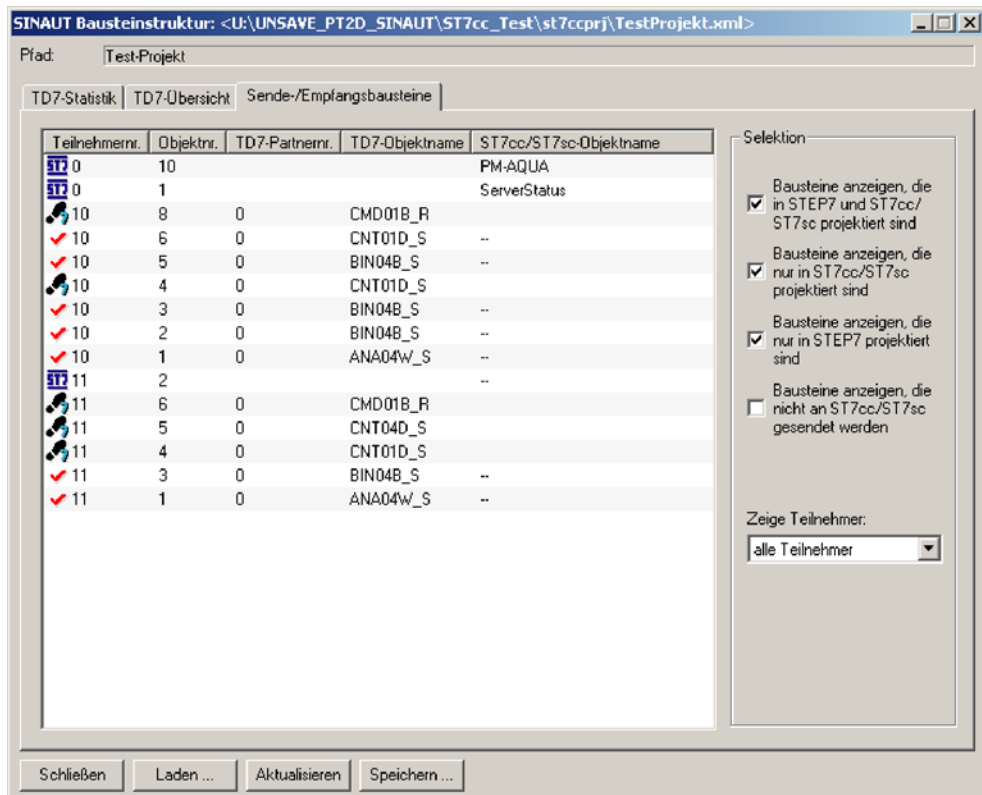 SINAUT Bausteinstruktur: <U:\UNSAVE_PT2D_SINAUT\ST7cc_Test\st7ccprj\TestProjekt.xml>
Pfad: Test-Projekt
TD7-Statistik TD7-Übersicht Sende-/Empfangsbausteine
Teilnehmernr. Objektnr. TD7-Partnernr. TD7-Objektname ST7cc/ST7sc-Objektname
ST7 0 10 PM-AQUA
ST7 0 1 ServerStatus
10 8 0 CMD01B_R
10 6 0 CNT01D_S --
10 5 0 BIN04B_S --
10 4 0 CNT01D_S
10 3 0 BIN04B_S --
10 2 0 BIN04B_S --
10 1 0 ANA04W_S --
ST7 11 2 --
11 6 0 CMD01B_R
11 5 0 CNT04D_S
11 4 0 CNT01D_S
11 3 0 BIN04B_S --
11 1 0 ANA04W_S --
Selektion
Bausteine anzeigen, die
in STEP7 und ST7cc/
ST7sc projektiert sind
Bausteine anzeigen, die
nur in ST7cc/ST7sc
projektiert sind
Bausteine anzeigen, die
nur in STEP7 projektiert
sind
Bausteine anzeigen, die
nicht an ST7cc/ST7sc
gesendet werden
Zeige Teilnehmer:
alle Teilnehmer
Schließen Laden ... Aktualisieren Speichern ...